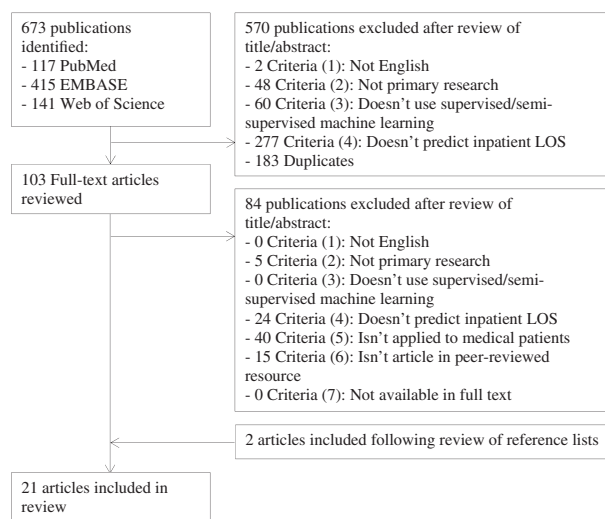 673 publications
identified:
- 117 PubMed
- 415 EMBASE
- 141 Web of Science
570 publications excluded after review of
title/abstract:
- 2 Criteria (1): Not English
- 48 Criteria (2): Not primary research
- 60 Criteria (3): Doesn't use supervised/semi-
supervised machine learning
- 277 Criteria (4): Doesn't predict inpatient LOS
- 183 Duplicates
103 Full-text articles
reviewed
84 publications excluded after review of
title/abstract:
- 0 Criteria (1): Not English
- 5 Criteria (2): Not primary research
- 0 Criteria (3): Doesn't use supervised/semi-
supervised machine learning
- 24 Criteria (4): Doesn't predict inpatient LOS
- 40 Criteria (5): Isn't applied to medical patients
- 15 Criteria (6): Isn't article in peer-reviewed
resource
- 0 Criteria (7): Not available in full text
2 articles included following review of reference lists
21 articles included in
review